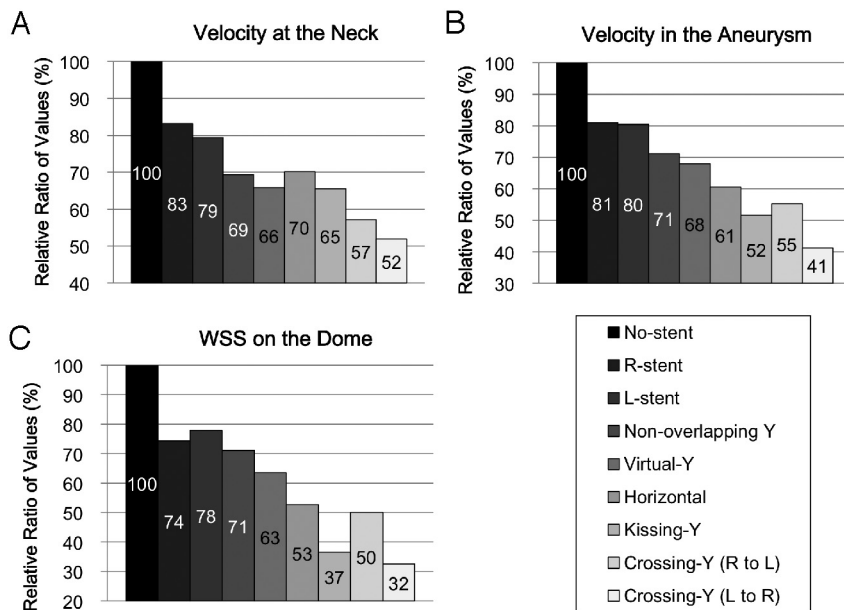 A
Velocity at the Neck
Relative Ratio of Values (%)
100
90
80
70
60
50
40
100
83
79
69
66
70
65
57
52
B
Velocity in the Aneurysm
Relative Ratio of Values (%)
100
90
80
70
60
50
40
30
100
81
80
71
68
61
52
55
41
C
WSS on the Dome
Relative Ratio of Values (%)
100
90
80
70
60
50
40
30
20
100
74
78
71
63
53
37
50
32
No-stent
R-stent
L-stent
Non-overlapping Y
Virtual-Y
Horizontal
Kissing-Y
Crossing-Y (R to L)
Crossing-Y (L to R)